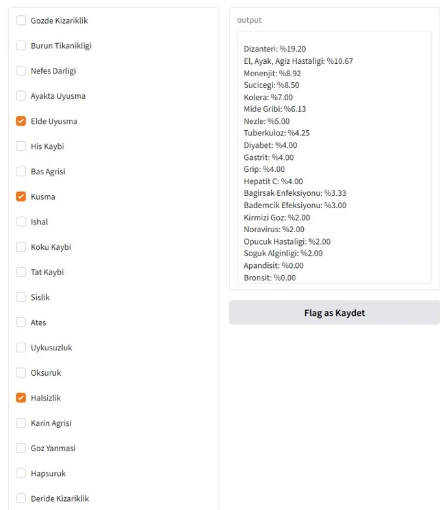 Gozde Kizariklik
Burun Tikanikligi
Nefes Darligi
Ayakta Uyusma
Elde Uyusma
His Kaybi
Bas Agrisi
Kusma
Ishal
Koku Kaybi
Tat Kaybi
Sislik
Ates
Uykusuzluk
Oksuruk
Halsizlik
Karin Agrisi
Goz Yanmasi
Hapsuruk
Deride Kizariklik
output
Dizanteri: %19.20
El, Ayak, Agiz Hastaligi: %10.67
Menenjit: %8.92
Sucicegi: %8.50
Kolera: %7.00
Mide Gribi: %6.13
Nezle: %5.00
Tuberkuloz: %4.25
Diyabet: %4.00
Gastrit: %4.00
Grip: %4.00
Hepatit C: %4.00
Bagirsak Enfeksiyonu: %3.33
Bademcik Efeksiyonu: %3.00
Kirmizi Goz: %2.00
Noravirus: %2.00
Opucuk Hastaligi: %2.00
Soguk Alginligi: %2.00
Apandisit: %0.00
Bronsit: %0.00
Flag as Kaydet